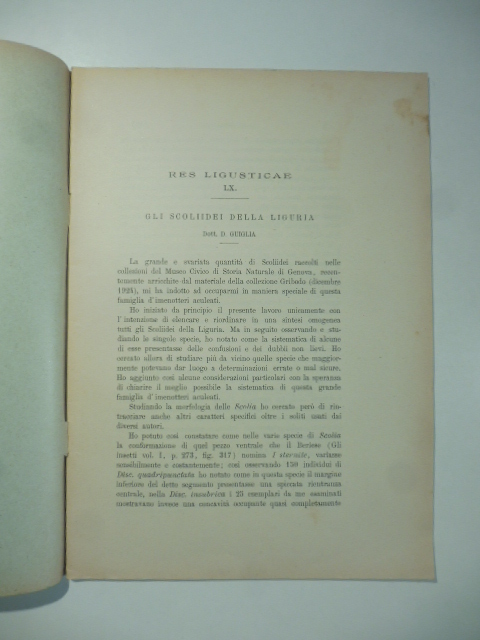 RES LIGUSTICAE
LX.
GLI SCOLIIDEI DELLA LIGURIA
Dott. D. GUIGLIA
La grande e svariata quantità di Scoliidei raccolti nelle
collezioni del Museo Civico di Storia Naturale di Genova, recen-
temente arricchite dal materiale della collezione Gribodo (dicembre
1924), mi ha indotto ad occuparmi in maniera speciale di questa
famiglia d'imenotteri aculeati.
Ho iniziato da principio il presente lavoro unicamente con
l'intenzione di elencare e riordinare in una sintesi omogenea
tutti gli Scoliidei della Liguria. Ma in seguito osservando e stu-
diando le singole specie, ho notato come la sistematica di alcune
di esse presentasse delle confusioni e dei dubbii non lievi. Ho
cercato allora di studiare più da vicino quelle specie che maggior-
mente potevano dar luogo a determinazioni errate o mal sicure.
Ho aggiunto così alcune considerazioni particolari con la speranza
di chiarire il meglio possibile la sistematica di questa grande
famiglia d'imenotteri aculeati.
Studiando la morfologia delle Scolia ho cercato però di rin-
tracciare anche altri caratteri specifici oltre i soliti usati dai
diversi autori.
Ho potuto così constatare come nelle varie specie di Scolia
la conformazione di quel pezzo ventrale che il Berlese (Gli
Insetti vol. I, p. 273, fig. 317) nomina I sternite, variasse
sensibilmente e costantemente; così osservando 150 individui di
Disc. quadripunctata ho notato come in questa specie il margine
inferiore del detto segmento presentasse una spiccata rientranza
centrale, nella Disc. insubrica i 25 esemplari da me esaminati
mostravano invece una concavità occupante quasi completamente